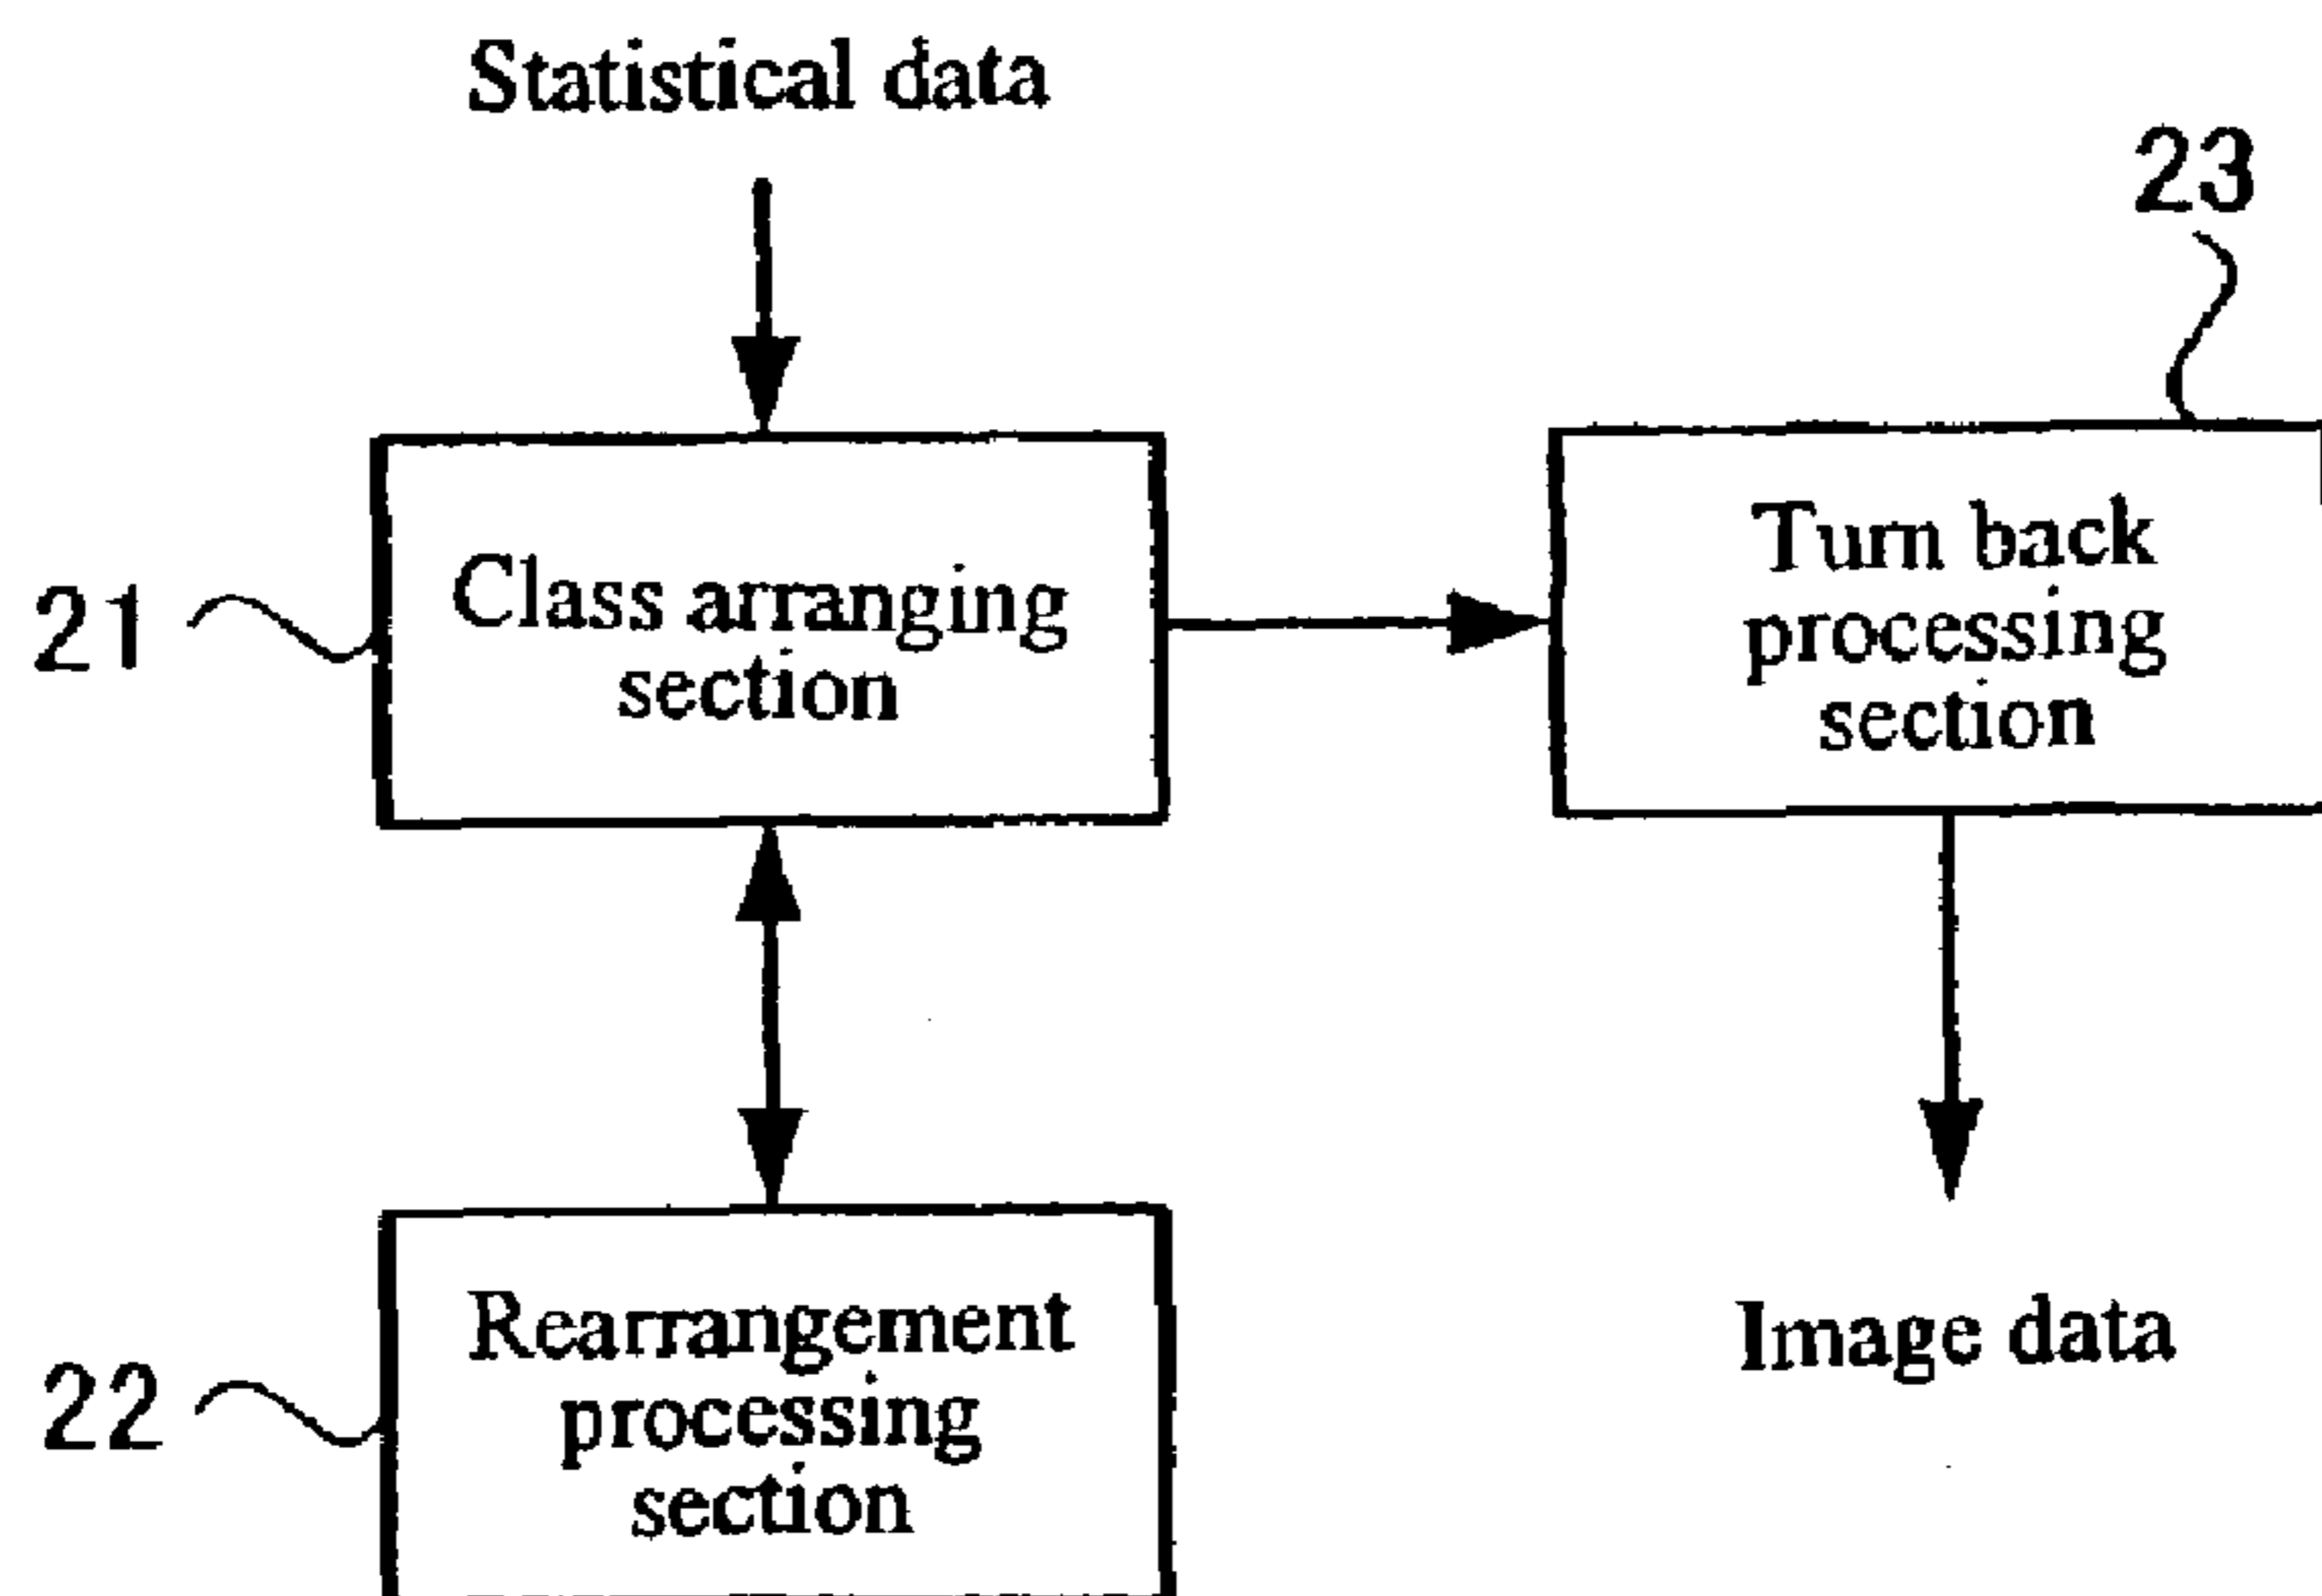 Statistical data
23
21
Class arranging
section
Turn back
processing
section
22
Rearrangement
processing
section
Image data